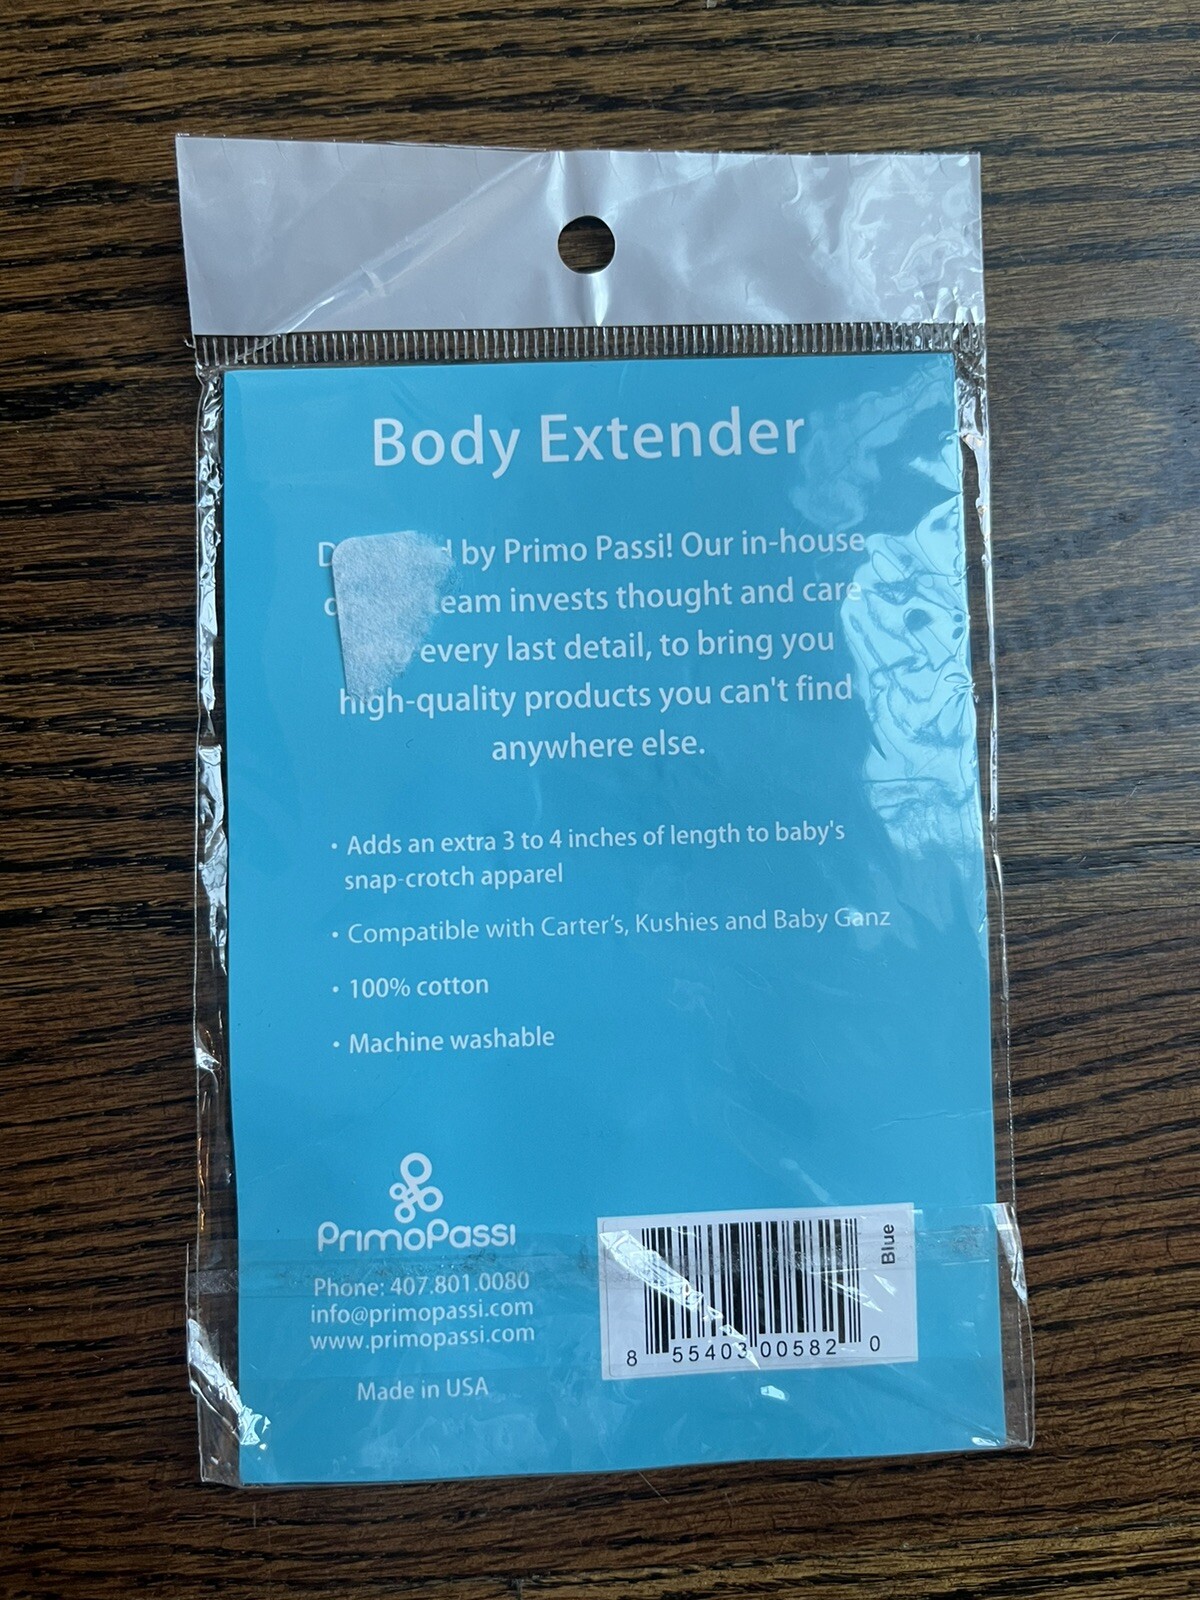 Body Extender
by Primo Passi! Our in-house
team invests thought and care
every last detail, to bring you
high-quality products you can't find
anywhere else.
• Adds an extra 3 to 4 inches of length to baby's
snap-crotch apparel
• Compatible with Carter's, Kushies and Baby Ganz
• 100% cotton
• Machine washable
PrimoPassi
Phone: 407.801.0080
info@primopassi.com
www.primopassi.com
Made in USA
Blue
8 55403 00582 0